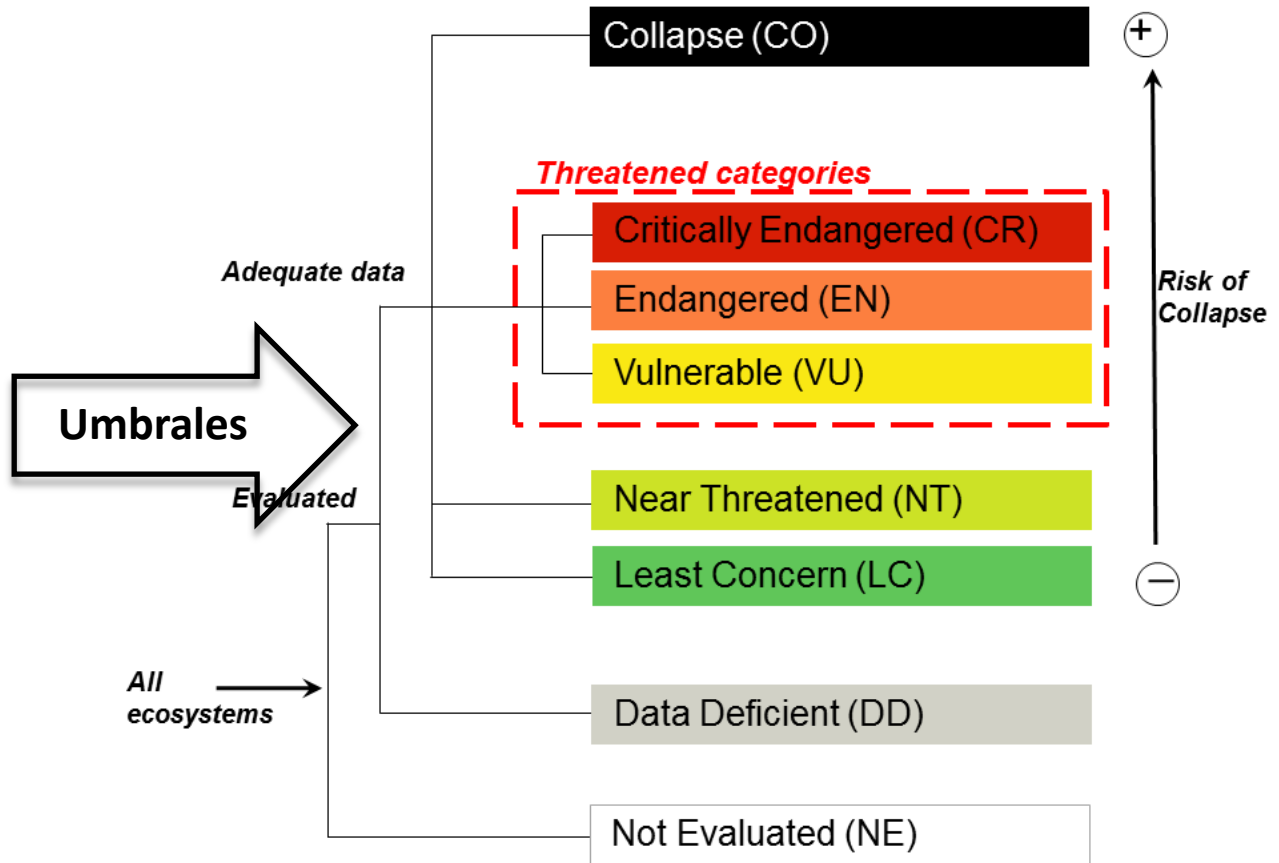 Collapse (CO)
+
Threatened categories
Critically Endangered (CR)
Adequate data
Endangered (EN)
Risk of
Collapse
Vulnerable (VU)
Umbrales
Evaluated
Near Threatened (NT)
Least Concern (LC)
−
All
ecosystems
Data Deficient (DD)
Not Evaluated (NE)